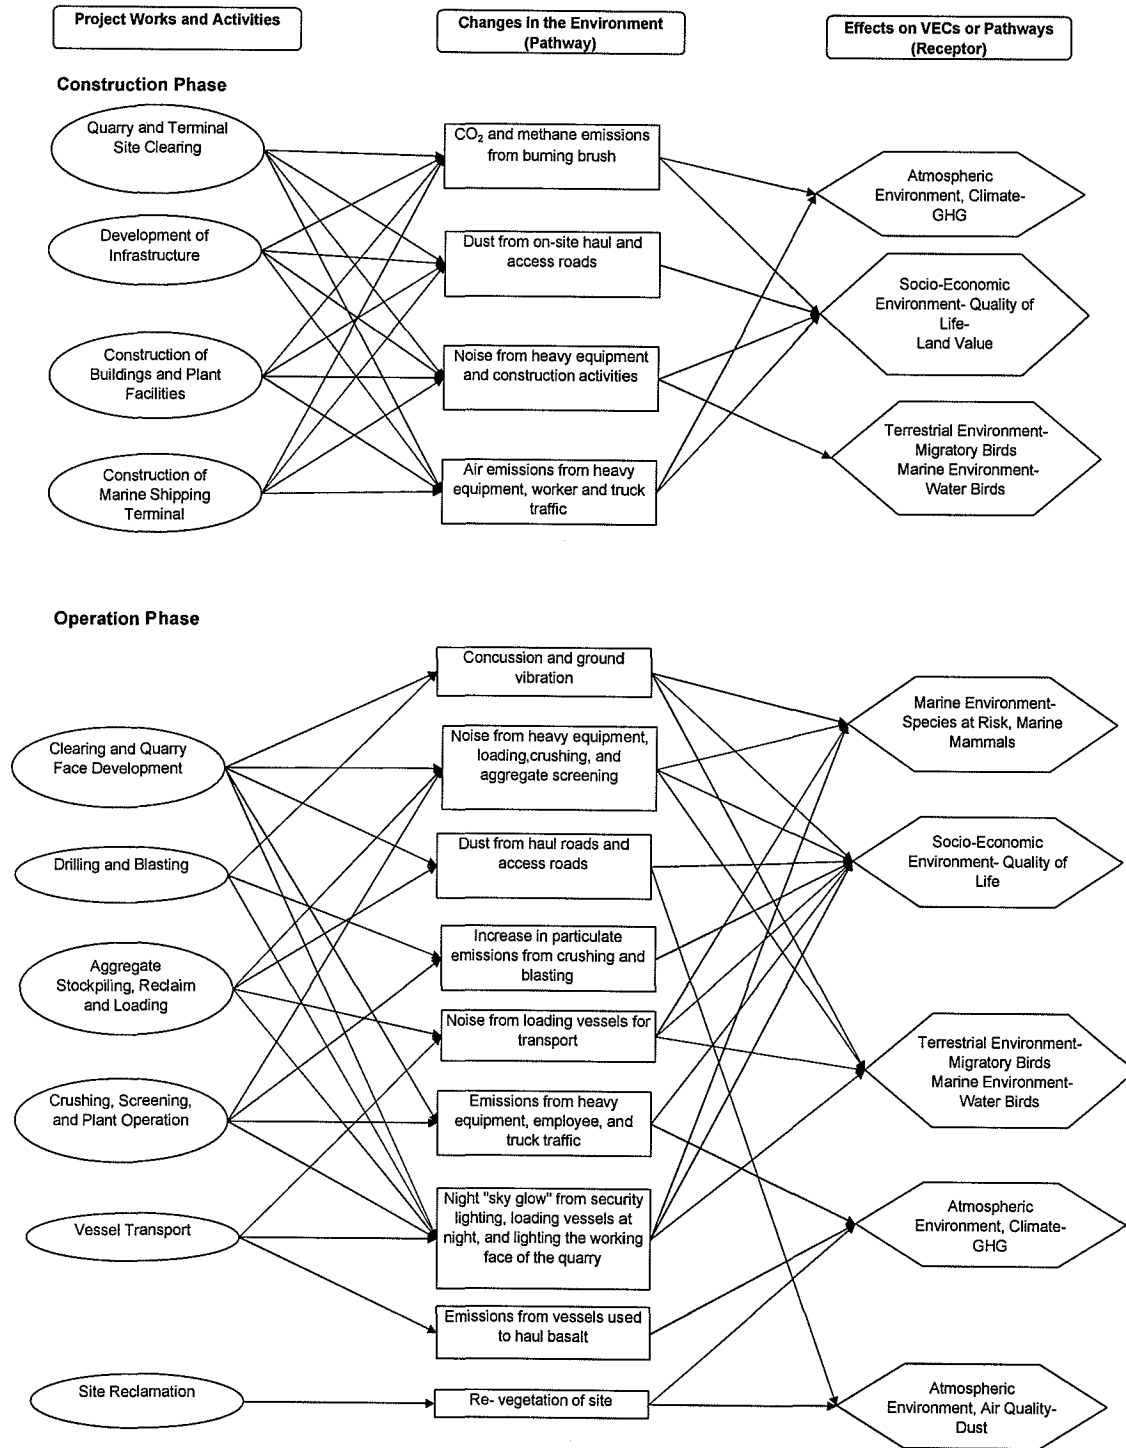 Project Works and Activities
Changes in the Environment
(Pathway)
Effects on VECs or Pathways
(Receptor)
Construction Phase
Quarry and Terminal
Site Clearing
Development of
Infrastructure
Construction of
Buildings and Plant
Facilities
Construction of
Marine Shipping
Terminal
CO₂ and methane emissions
from burning brush
Dust from on-site haul and
access roads
Noise from heavy equipment
and construction activities
Air emissions from heavy
equipment, worker and truck
traffic
Atmospheric
Environment, Climate-
GHG
Socio-Economic
Environment- Quality of
Life-
Land Value
Terrestrial Environment-
Migratory Birds
Marine Environment-
Water Birds
Operation Phase
Clearing and Quarry
Face Development
Drilling and Blasting
Aggregate
Stockpiling, Reclaim
and Loading
Crushing, Screening,
and Plant Operation
Vessel Transport
Site Reclamation
Concussion and ground
vibration
Noise from heavy equipment,
loading,crushing, and
aggregate screening
Dust from haul roads and
access roads
Increase in particulate
emissions from crushing and
blasting
Noise from loading vessels for
transport
Emissions from heavy
equipment, employee, and
truck traffic
Night "sky glow" from security
lighting, loading vessels at
night, and lighting the working
face of the quarry
Emissions from vessels used
to haul basalt
Re- vegetation of site
Marine Environment-
Species at Risk, Marine
Mammals
Socio-Economic
Environment- Quality of
Life
Terrestrial Environment-
Migratory Birds
Marine Environment-
Water Birds
Atmospheric
Environment, Climate-
GHG
Atmospheric
Environment, Air Quality-
Dust